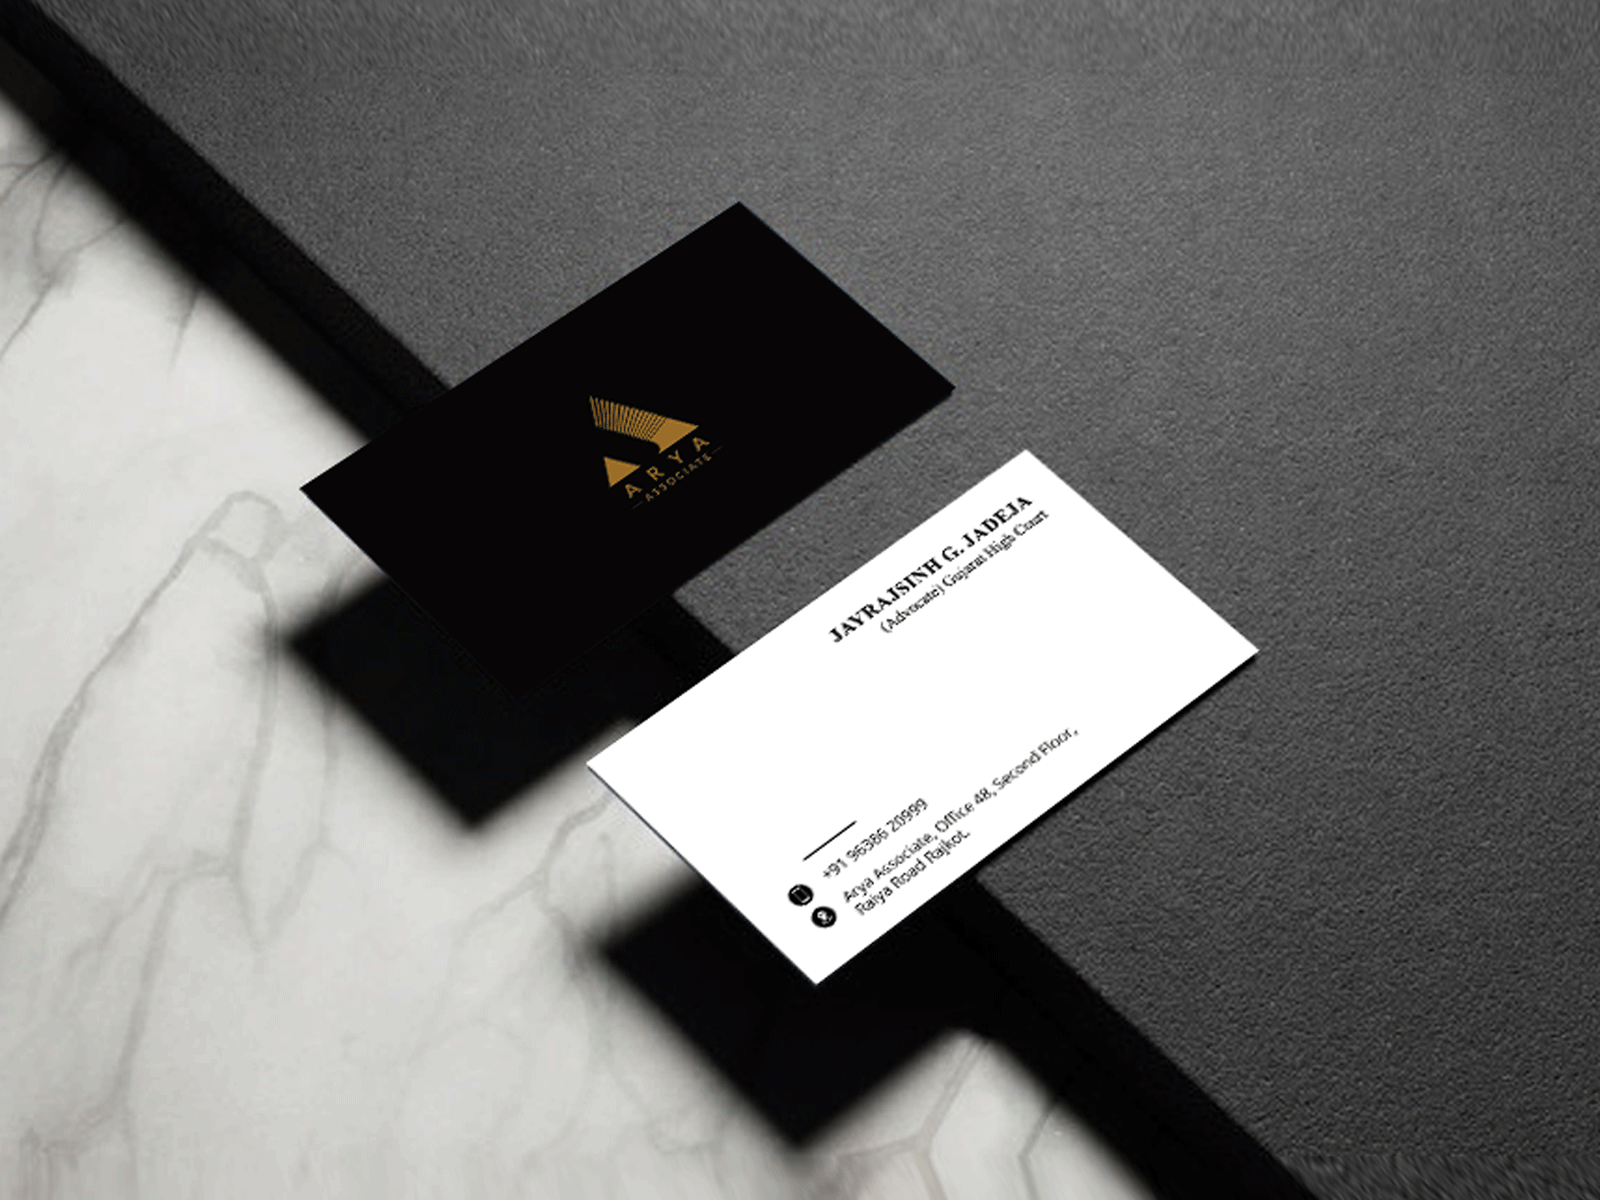 ARYA
ASSOCIATE
JAYRAJSINH G. JADEJA
(Advocate) Gujarat High Court
+91 96386 20999
Arya Associate, Office 48, Second Floor,
Raiya Road Rajkot.